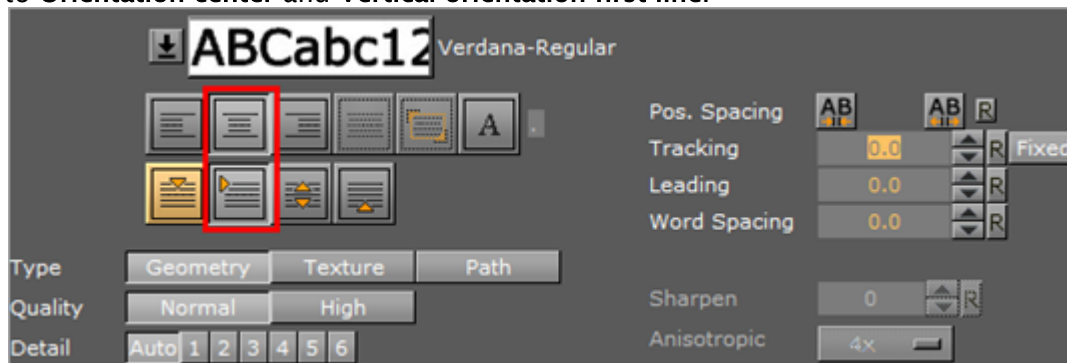 to Orientation center and Vertical orientation first line.
ABCabc12 Verdana-Regular
A
Pos. Spacing AB AB R
Tracking 0.0 R Fixed
Leading 0.0 R
Word Spacing 0.0 R
Type Geometry Texture Path
Quality Normal High
Sharpen 0 R
Detail Auto 1 2 3 4 5 6
Anisotropic 4x